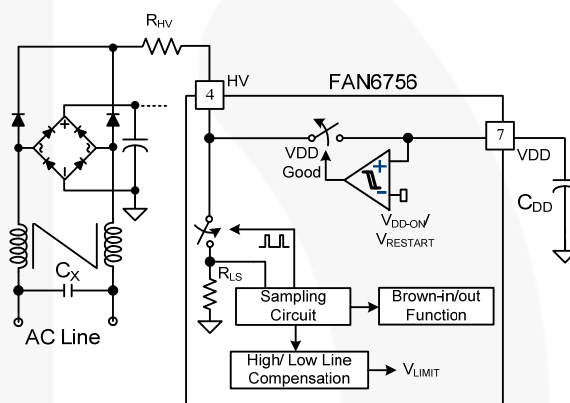 RHV
HV
FAN6756
4
7
VDD
VDD
Good
CDD
VDD-ON/
VRESTART
+
-
+
-
CX
AC Line
RLS
Sampling
Circuit
Brown-in/out
Function
High/ Low Line
Compensation
VLIMIT